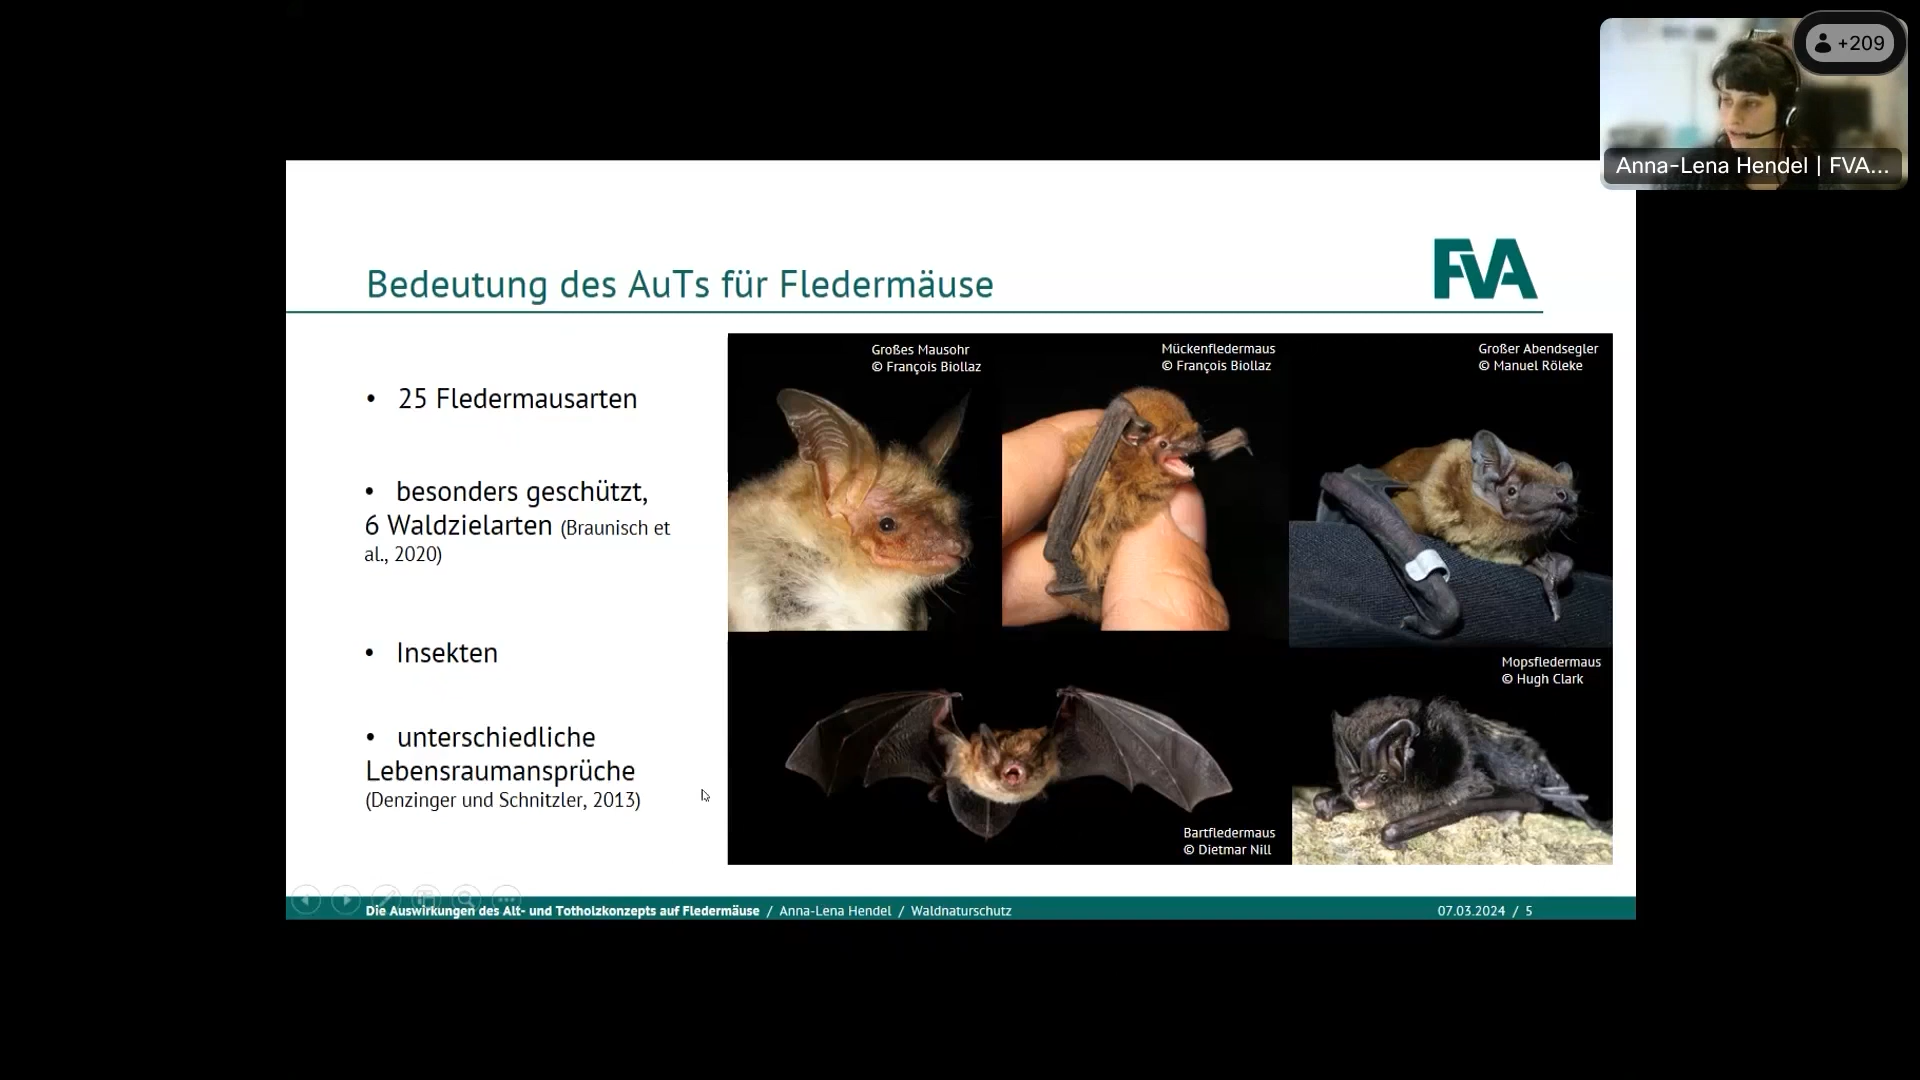 +209
Anna-Lena Hendel | FVA...
FVA
Bedeutung des AuTs für Fledermäuse
• 25 Fledermausarten
• besonders geschützt,
6 Waldzielarten (Braunisch et
al., 2020)
• Insekten
• unterschiedliche
Lebensraumansprüche
(Denzinger und Schnitzler, 2013)
Großes Mausohr
© François Biollaz
Mückenfledermaus
© François Biollaz
Großer Abendsegler
© Manuel Röleke
Mopsfledermaus
© Hugh Clark
Bartfledermaus
© Dietmar Nill
Die Auswirkungen des Alt- und Totholzkonzepts auf Fledermäuse / Anna-Lena Hendel / Waldnaturschutz
07.03.2024 / 5